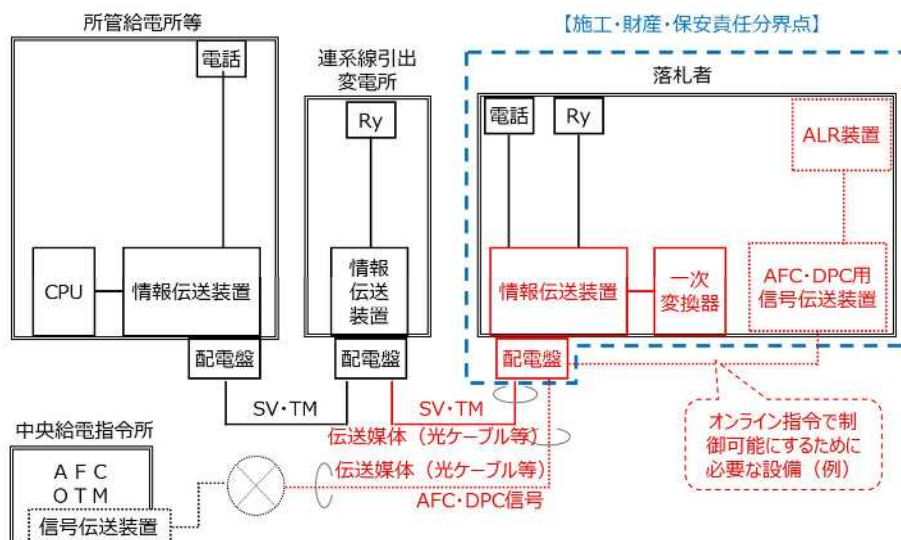 所管給電所等
電話
CPU
情報伝送装置
配電盤
連系線引出
変電所
Ry
情報
伝送
装置
配電盤
【施工・財産・保安責任分界点】
落札者
電話
Ry
ALR装置
情報伝送装置
一次
変換器
AFC・DPC用
信号伝送装置
配電盤
SV・TM
SV・TM
伝送媒体（光ケーブル等）
オンライン指令で制
御可能にするために
必要な設備（例）
中央給電指令所
AFC
OTM
信号伝送装置
伝送媒体（光ケーブル等）
AFC・DPC信号